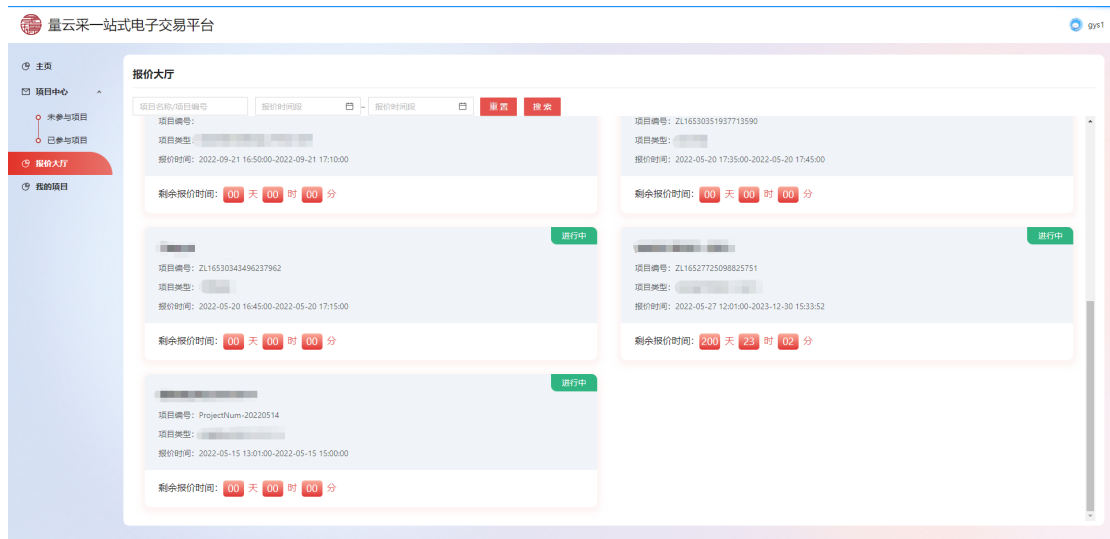 量云采一站式电子交易平台
gys1
主页
项目中心
未参与项目
已参与项目
报价大厅
我的项目
报价大厅
项目名称/项目编号 报价时间段 - 报价时间段 重置 搜索
项目编号：
项目类型：
报价时间：2022-09-21 16:50:00-2022-09-21 17:10:00
剩余报价时间：00 天 00 时 00 分
项目编号：ZL16530351937713590
项目类型：
报价时间：2022-05-20 17:35:00-2022-05-20 17:45:00
剩余报价时间：00 天 00 时 00 分
进行中
项目编号：ZL16530343496237962
项目类型：
报价时间：2022-05-20 16:45:00-2022-05-20 17:15:00
剩余报价时间：00 天 00 时 00 分
进行中
项目编号：ZL16527725098825751
项目类型：
报价时间：2022-05-27 12:01:00-2023-12-30 15:33:52
剩余报价时间：200 天 23 时 02 分
进行中
项目编号：ProjectNum-20220514
项目类型：
报价时间：2022-05-15 13:01:00-2022-05-15 15:00:00
剩余报价时间：00 天 00 时 00 分